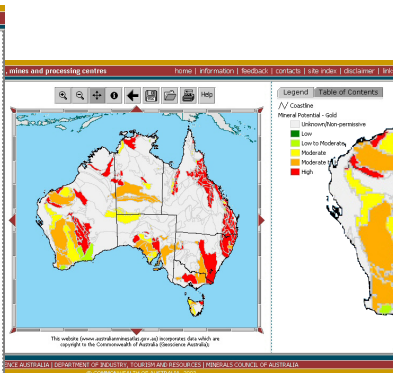 , mines and processing centres
home | information | feedback | contacts | site index | disclaimer | link
Help
Legend
Table of Contents
Coastline
Mineral Potential - Gold
Unknown/Non-permissive
Low
Low to Moderate
Moderate
Moderate t
High
This website (www.australianminesatlas.gov.au) incorporates data which are
copyright to the Commonwealth of Australia (Geoscience Australia).
ENCE AUSTRALIA | DEPARTMENT OF INDUSTRY, TOURISM AND RESOURCES | MINERALS COUNCIL OF AUSTRALIA